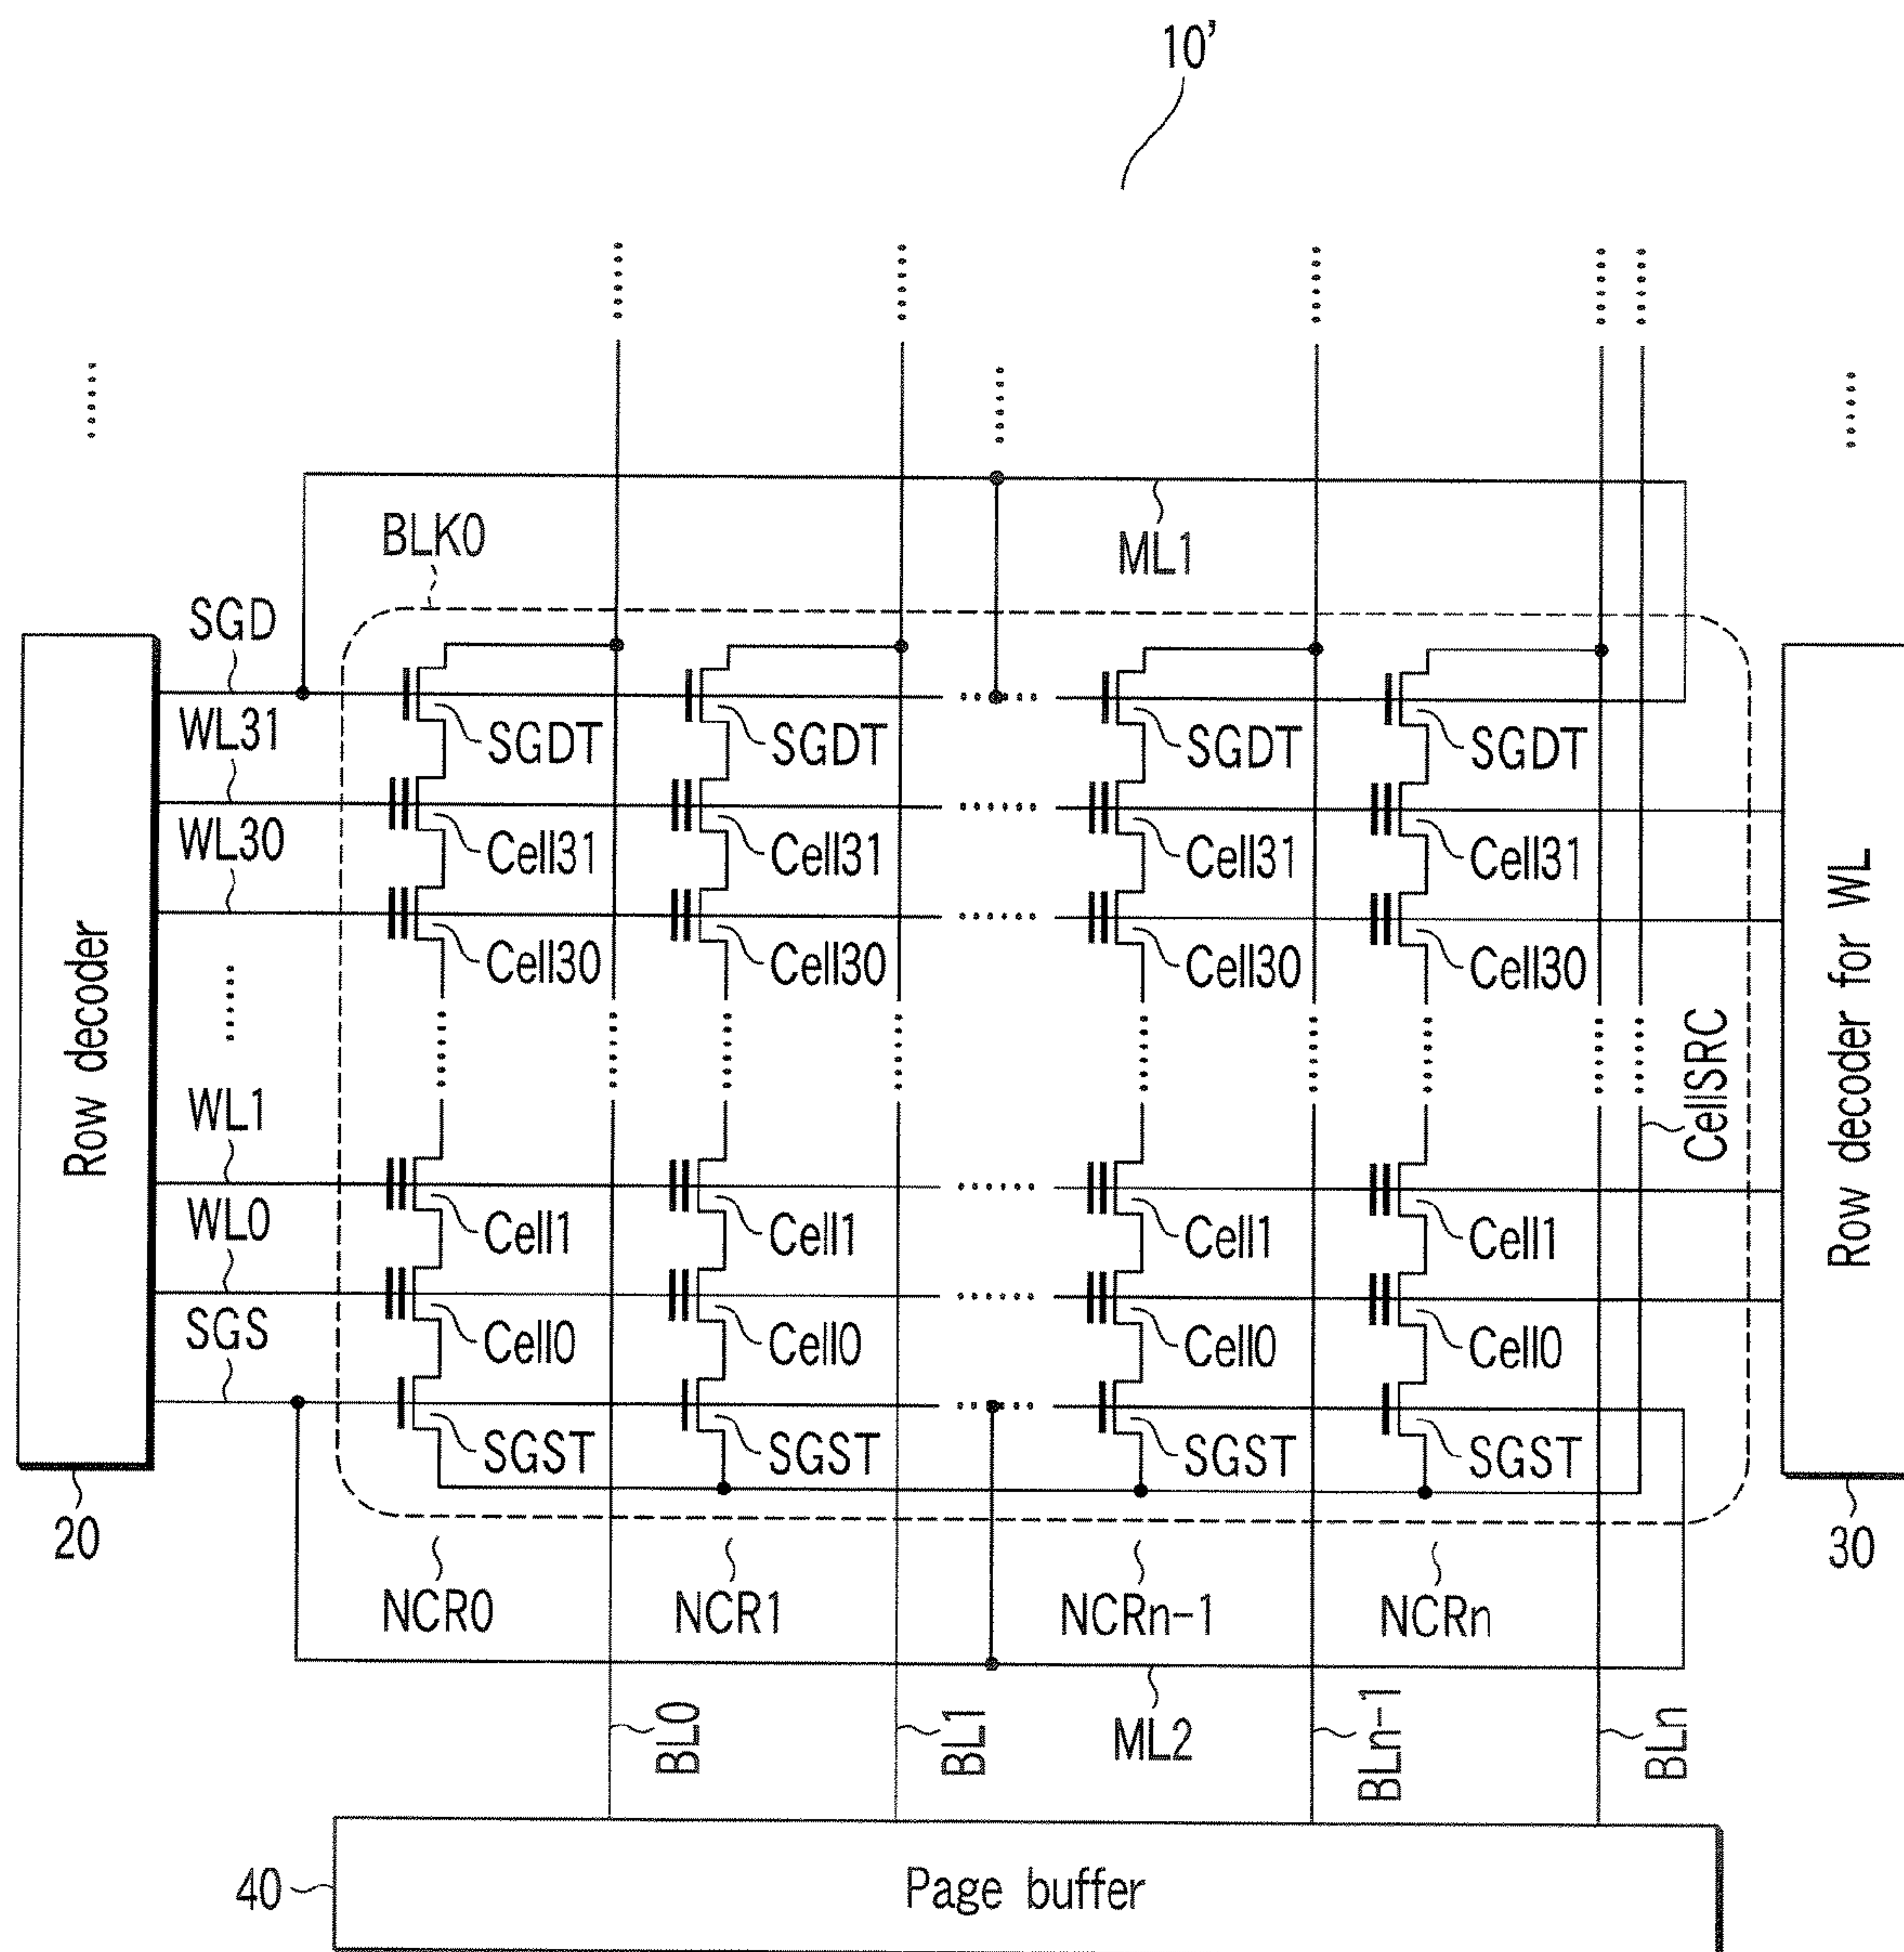 10'
BLK0
ML1
SGD
SGDT SGDT SGDT SGDT
WL31
Cell31 Cell31 Cell31 Cell31
WL30
Cell30 Cell30 Cell30 Cell30
Row decoder
Row decoder for WL
CellSRC
WL1
Cell1 Cell1 Cell1 Cell1
WL0
Cell0 Cell0 Cell0 Cell0
SGS
SGST SGST SGST SGST
20
30
NCR0 NCR1 NCRn-1 NCRn
BL0 BL1 ML2 BLn-1 BLn
40
Page buffer